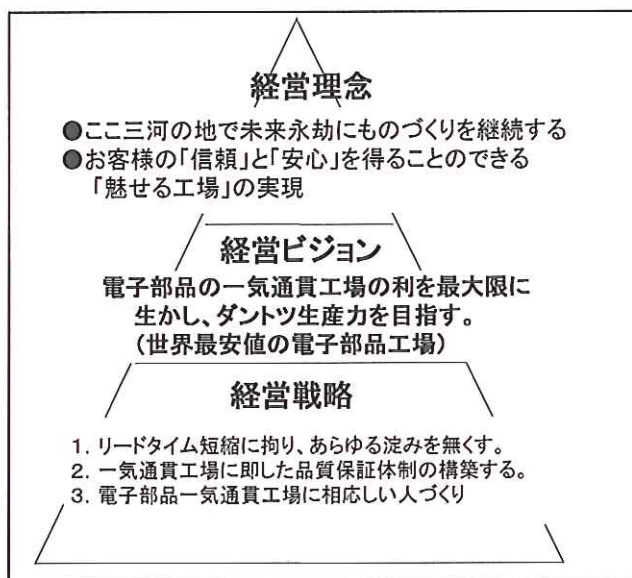 経営理念
●ここ三河の地で未来永劫にものづくりを継続する
●お客様の「信頼」と「安心」を得ることのできる
「魅せる工場」の実現
経営ビジョン
電子部品の一気通貫工場の利を最大限に
生かし、ダントツ生産力を目指す。
(世界最安値の電子部品工場)
経営戦略
1. リードタイム短縮に拘り、あらゆる淀みを無くす。
2. 一気通貫工場に即した品質保証体制の構築する。
3. 電子部品一気通貫工場に相応しい人づくり